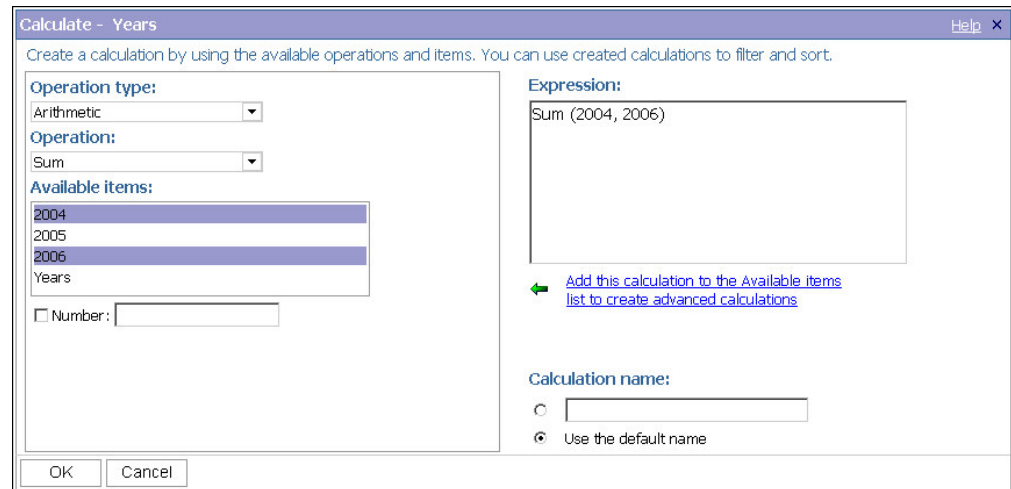 Calculate - Years
Help ×
Create a calculation by using the available operations and items. You can use created calculations to filter and sort.
Operation type:
Arithmetic
Operation:
Sum
Available items:
2004
2005
2006
Years
Number:
Expression:
Sum (2004, 2006)
Add this calculation to the Available items
list to create advanced calculations
Calculation name:
Use the default name
OK
Cancel